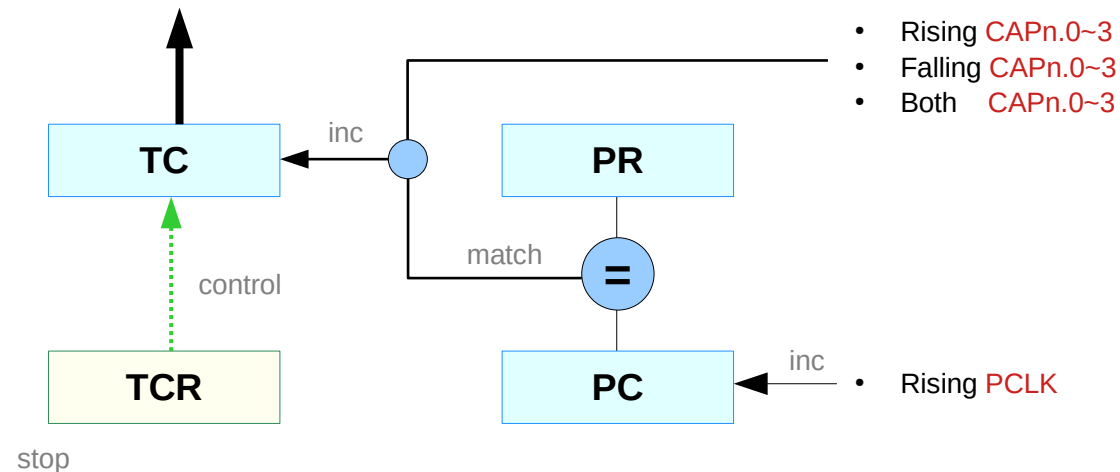 • Rising CAPn.0~3
• Falling CAPn.0~3
• Both CAPn.0~3
inc
TC
PR
match
=
control
TCR
PC
inc
• Rising PCLK
stop